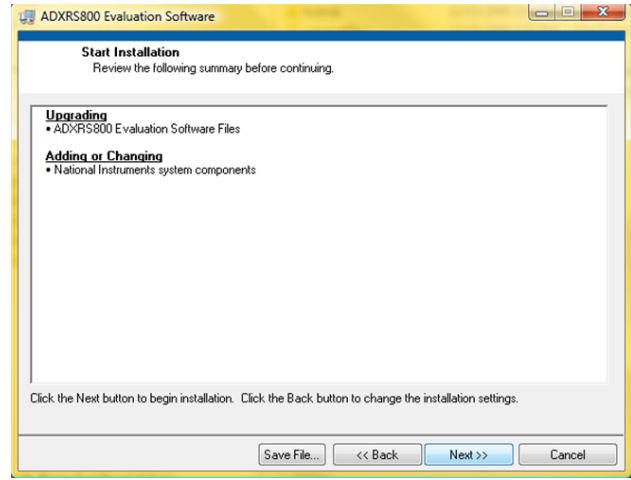 ADXRS800 Evaluation Software
Start Installation
Review the following summary before continuing.
Upgrading
• ADXRS800 Evaluation Software Files
Adding or Changing
• National Instruments system components
Click the Next button to begin installation. Click the Back button to change the installation settings.
Save File... << Back Next >> Cancel